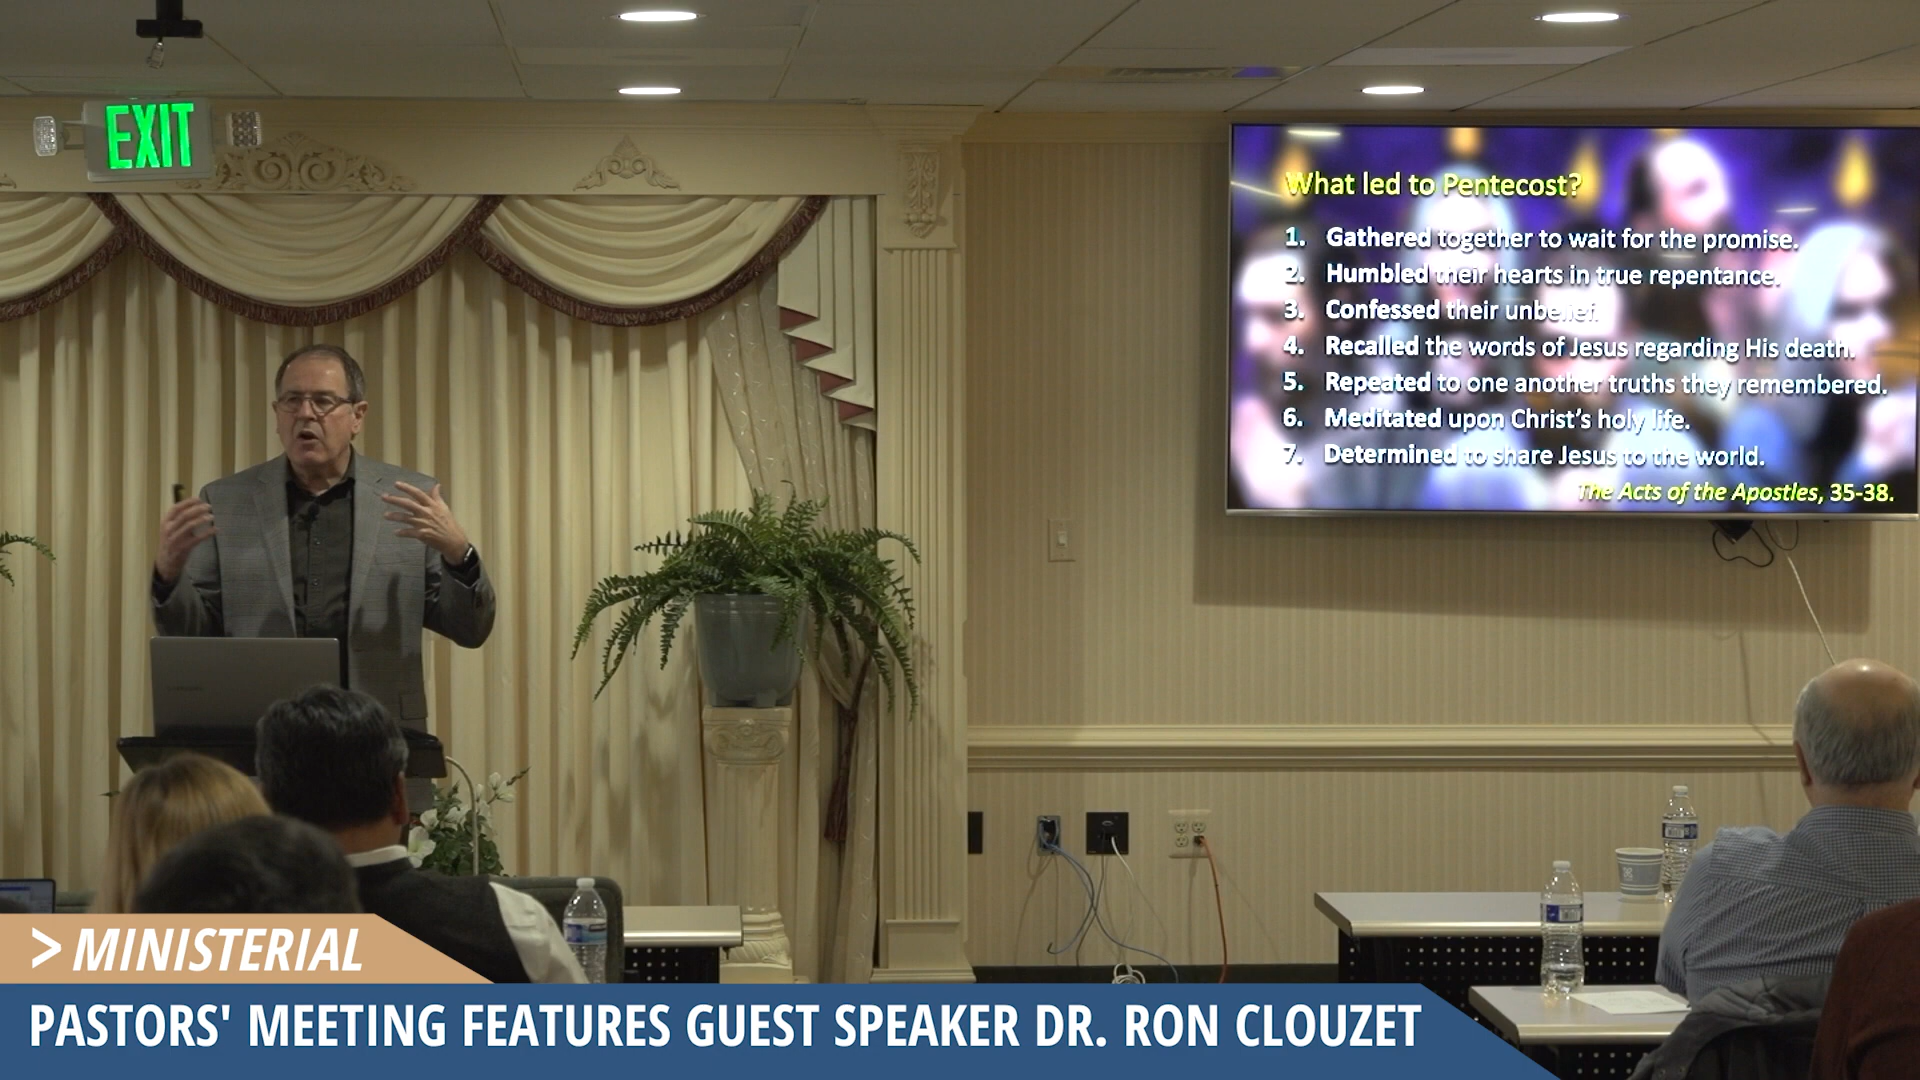 EXIT
What led to Pentecost?
1. Gathered together to wait for the promise.
2. Humbled their hearts in true repentance.
3. Confessed their unbelief.
4. Recalled the words of Jesus regarding His death.
5. Repeated to one another truths they remembered.
6. Meditated upon Christ's holy life.
7. Determined to share Jesus to the world.
The Acts of the Apostles, 35-38.
> MINISTERIAL
PASTORS' MEETING FEATURES GUEST SPEAKER DR. RON CLOUZET